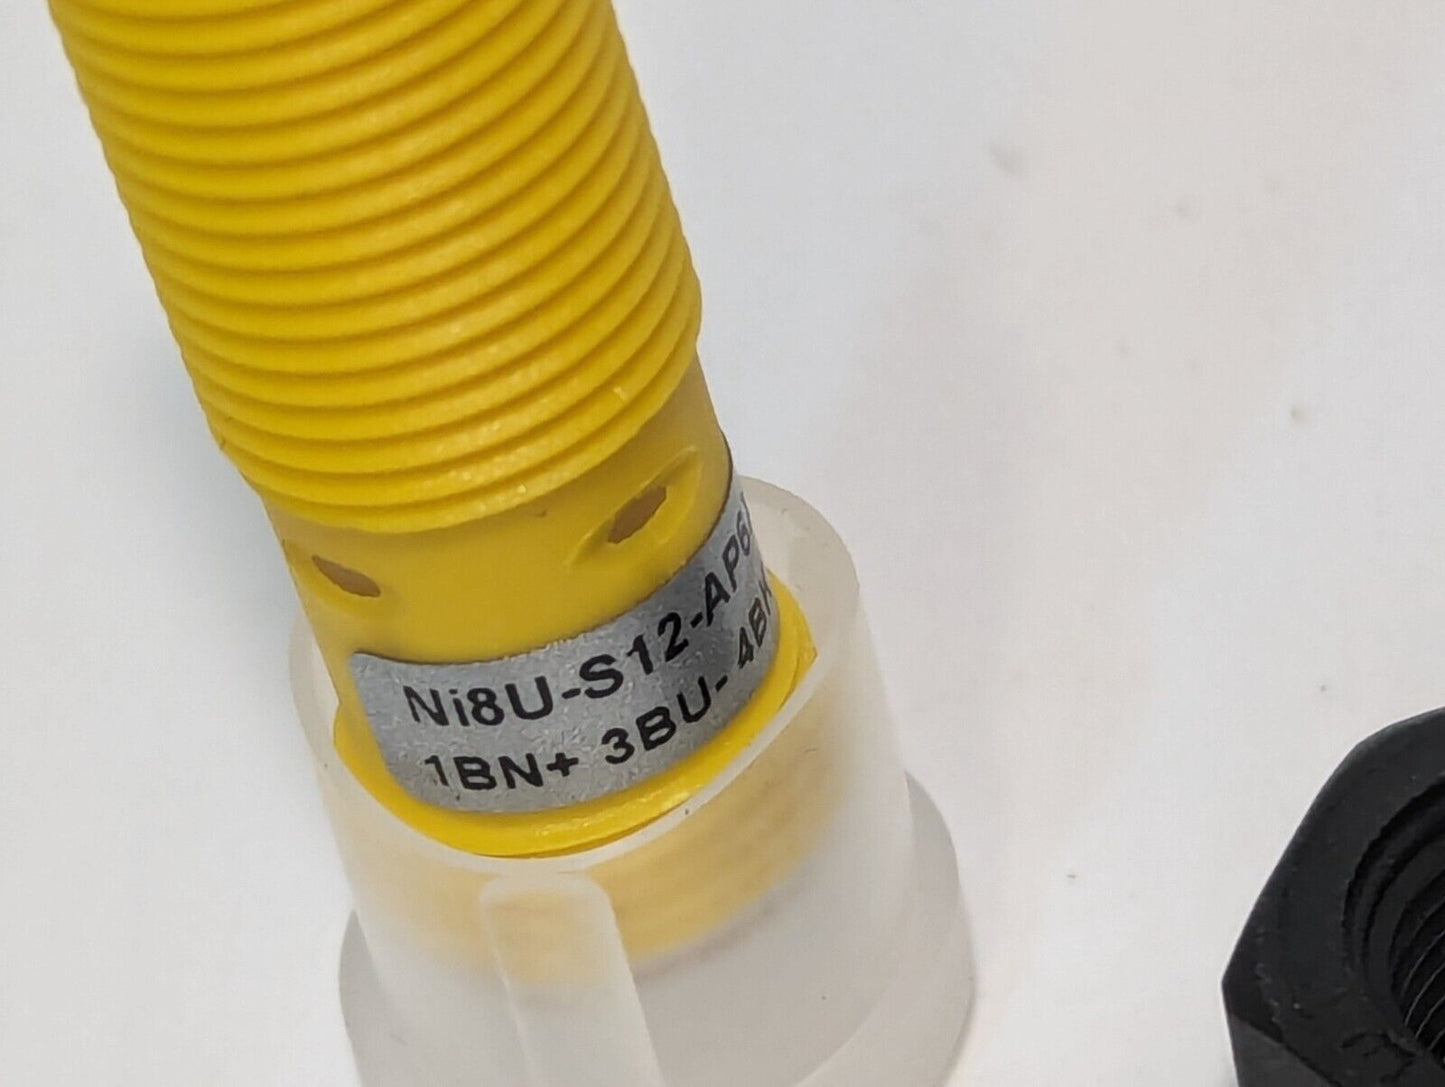 Ni8U-S12-AP6
1BN+ 3BU- 4BK